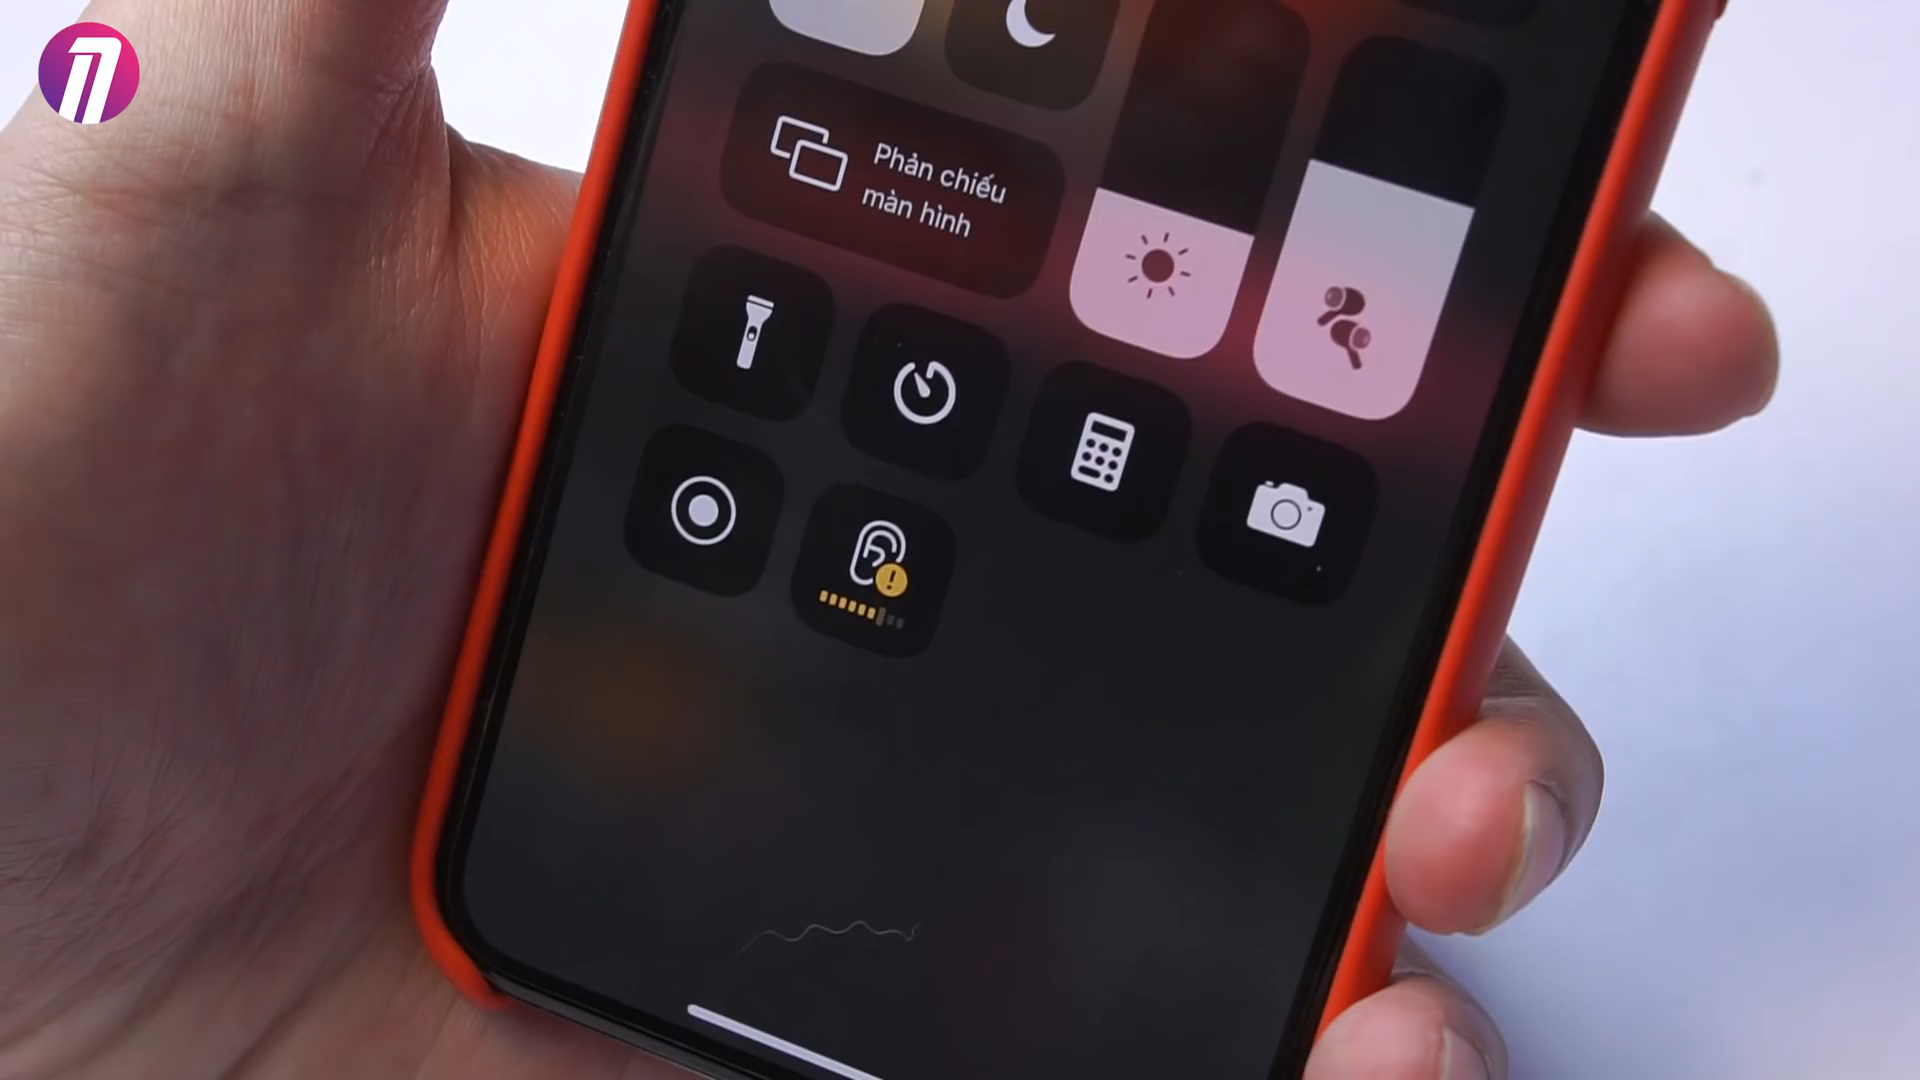 Phản chiếu
màn hình